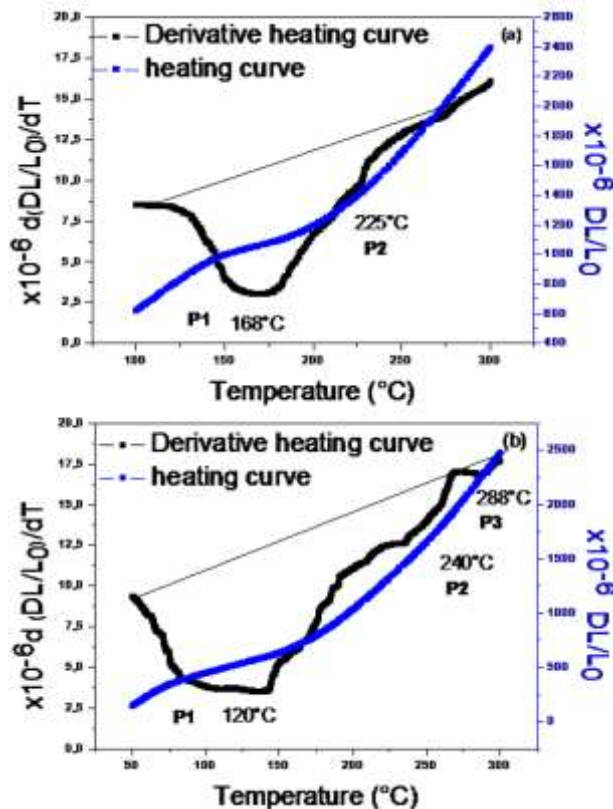 (a)
Derivative heating curve
heating curve
x10⁻⁶ d(DL/L0)/dT
20,0
17,5
15,0
12,5
10,0
7,5
5,0
2,5
0,0
225°C
P2
P1
168°C
100
150
200
250
300
Temperature (°C)
2600
2400
2200
2000
1800
1600
1400
1200
1000
800
600
400
x10⁻⁶ DL/L0
(b)
Derivative heating curve
heating curve
x10⁻⁶d (DL/L0)/dT
20,0
17,5
15,0
12,5
10,0
7,5
5,0
2,5
0,0
288°C
P3
240°C
P2
P1
120°C
50
100
150
200
250
300
Temperature (°C)
2500
2000
1500
1000
500
0
x10⁻⁶ DL/L0